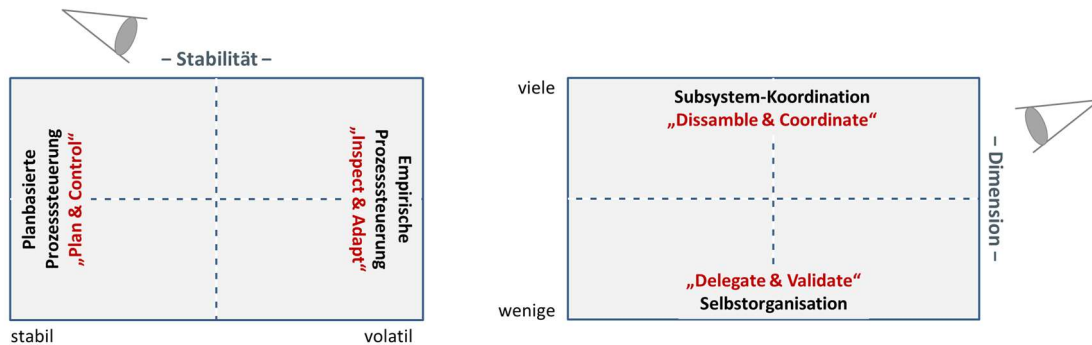 – Stabilität –
Planbasierte
Prozesssteuerung
„Plan & Control“
Empirische
Prozesssteuerung
„Inspect & Adapt“
stabil
volatil
viele
Subsystem-Koordination
„Dissamble & Coordinate“
– Dimension –
„Delegate & Validate“
Selbstorganisation
wenige